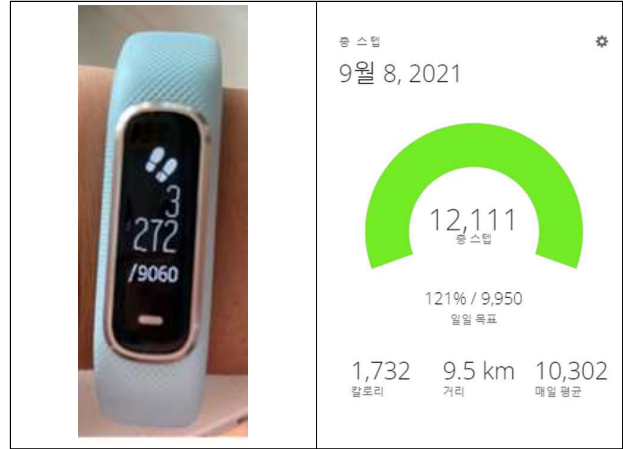 3
272
/9060
총 스텝
9월 8, 2021
12,111
총 스텝
121% / 9,950
일일 목표
1,732 9.5 km 10,302
칼로리 거리 매일 평균